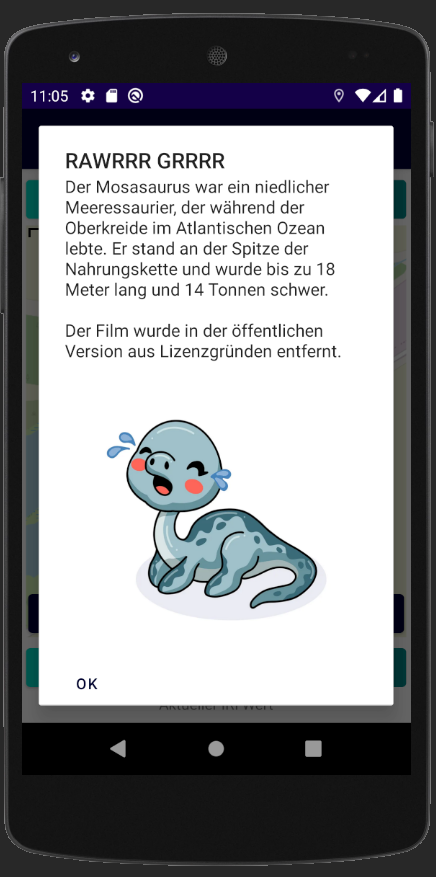 11:05
RAWRRR GRRRR
Der Mosasaurus war ein niedlicher
Meeressaurier, der während der
Oberkreide im Atlantischen Ozean
lebte. Er stand an der Spitze der
Nahrungskette und wurde bis zu 18
Meter lang und 14 Tonnen schwer.
Der Film wurde in der öffentlichen
Version aus Lizenzgründen entfernt.
OK
Aktueller
Wert